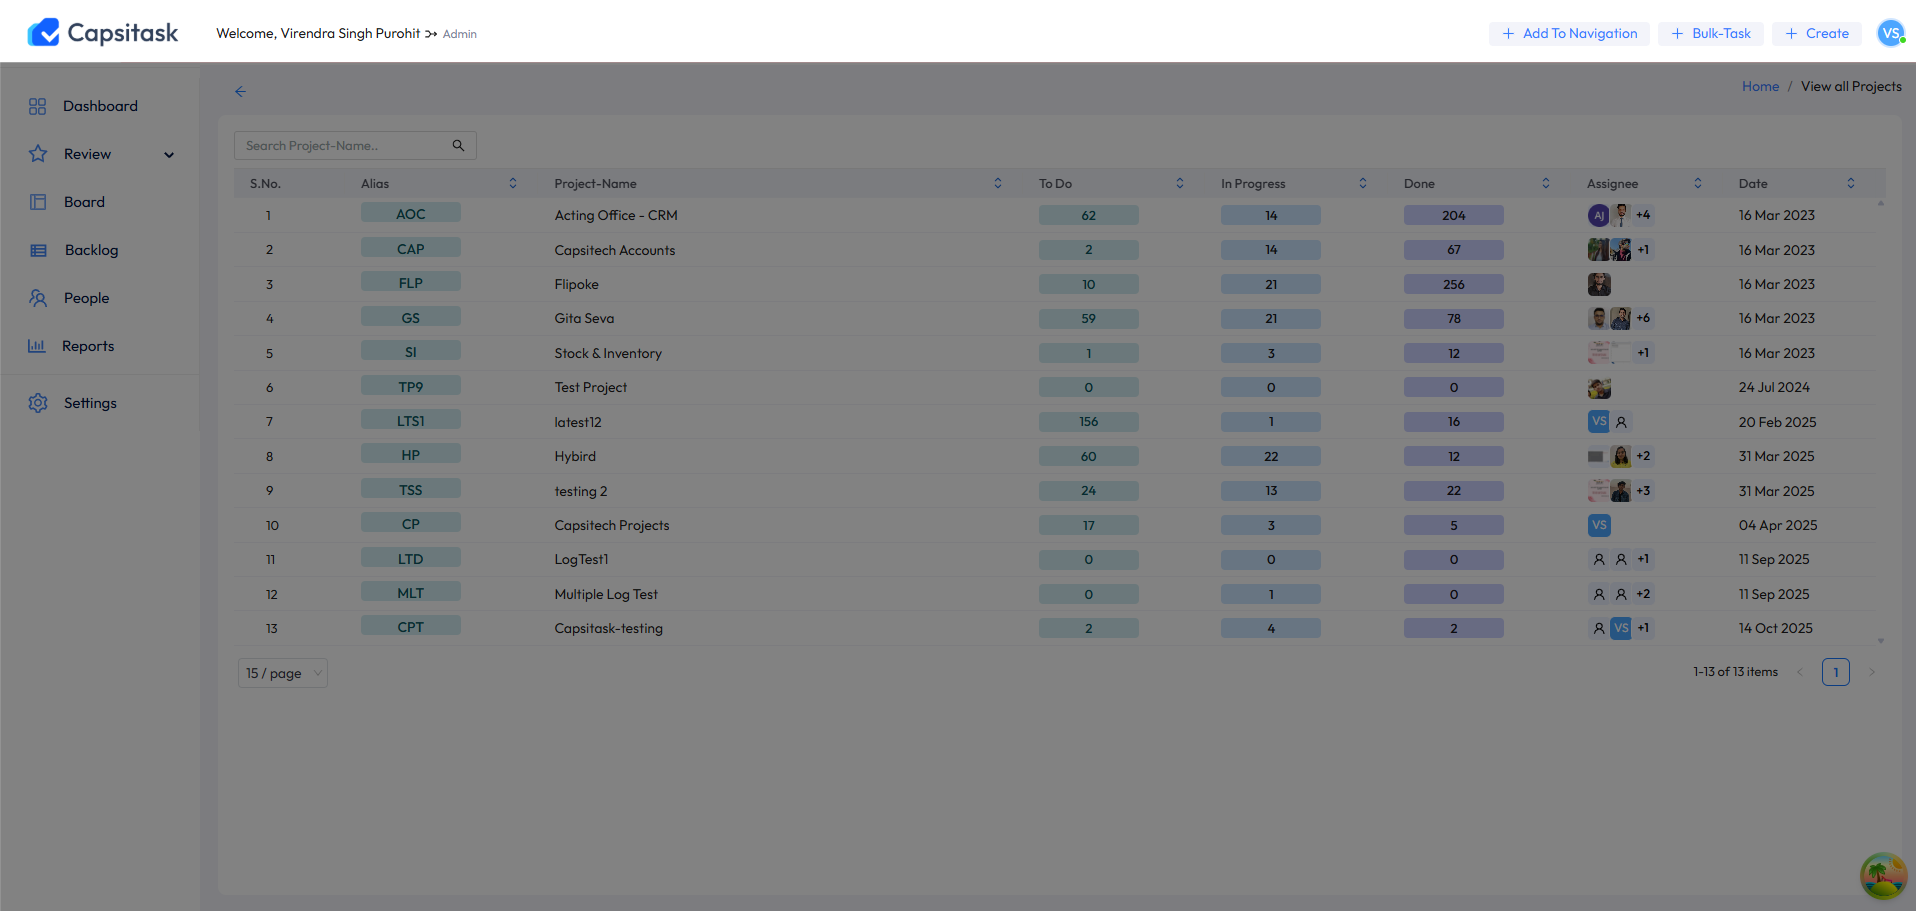 Capsitask
Welcome, Virendra Singh Purohit Admin
+ Add To Navigation
+ Bulk-Task
+ Create
VS
Dashboard
Review
Board
Backlog
People
Reports
Settings
Home / View all Projects
Search Project-Name..
S.No. Alias Project-Name To Do In Progress Done Assignee Date
1 AOC Acting Office - CRM 62 14 204 AJ +4 16 Mar 2023
2 CAP Capsitech Accounts 2 14 67 +1 16 Mar 2023
3 FLP Flipoke 10 21 256 16 Mar 2023
4 GS Gita Seva 59 21 78 +6 16 Mar 2023
5 SI Stock & Inventory 1 3 12 +1 16 Mar 2023
6 TP9 Test Project 0 0 0 24 Jul 2024
7 LTS1 latest12 156 1 16 VS 20 Feb 2025
8 HP Hybird 60 22 12 +2 31 Mar 2025
9 TSS testing 2 24 13 22 +3 31 Mar 2025
10 CP Capsitech Projects 17 3 5 VS 04 Apr 2025
11 LTD LogTest1 0 0 0 +1 11 Sep 2025
12 MLT Multiple Log Test 0 1 0 +2 11 Sep 2025
13 CPT Capsitask-testing 2 4 2 VS +1 14 Oct 2025
15 / page
1-13 of 13 items
1